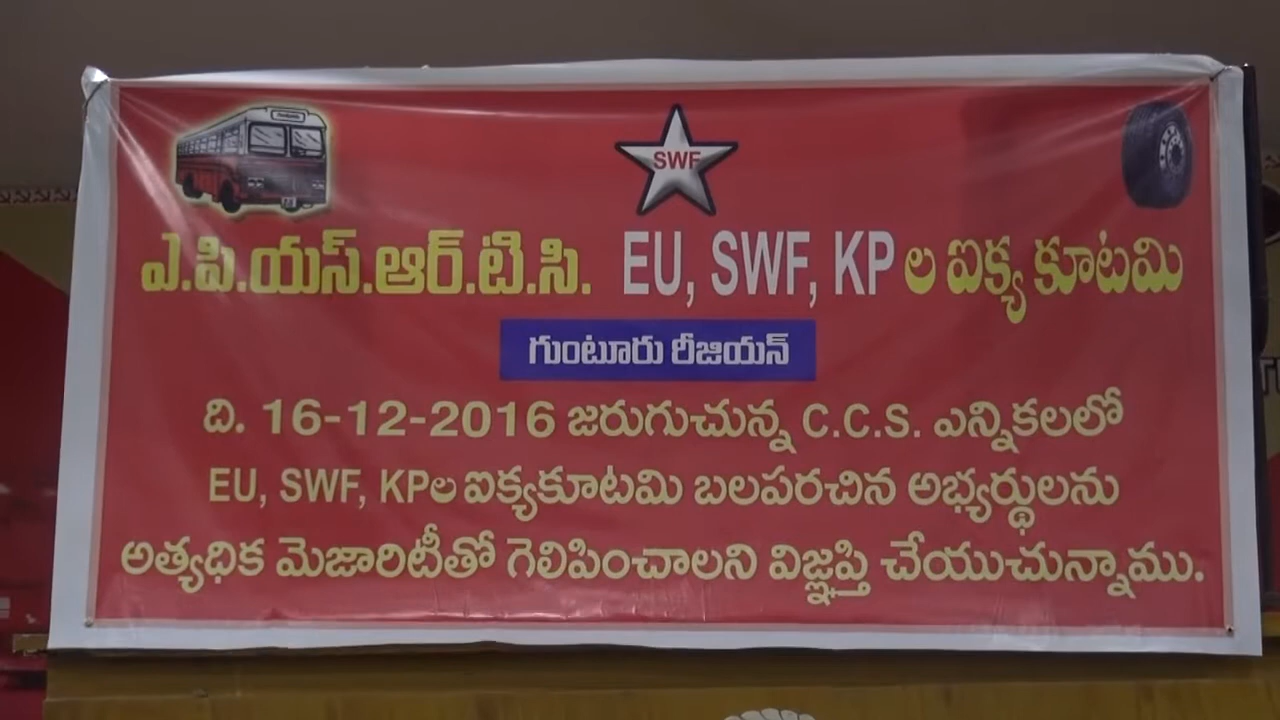 SWF
ఎ.పి.యస్.ఆర్.టి.సి. EU, SWF, KP ల ఐక్య కూటమి
గుంటూరు రీజియన్
ది. 16-12-2016 జరుగుచున్న C.C.S. ఎన్నికలలో
EU, SWF, KPల ఐక్యకూటమి బలపరచిన అభ్యర్థులను
అత్యధిక మెజారిటీతో గెలిపించాలని విజ్ఞప్తి చేయుచున్నాము.